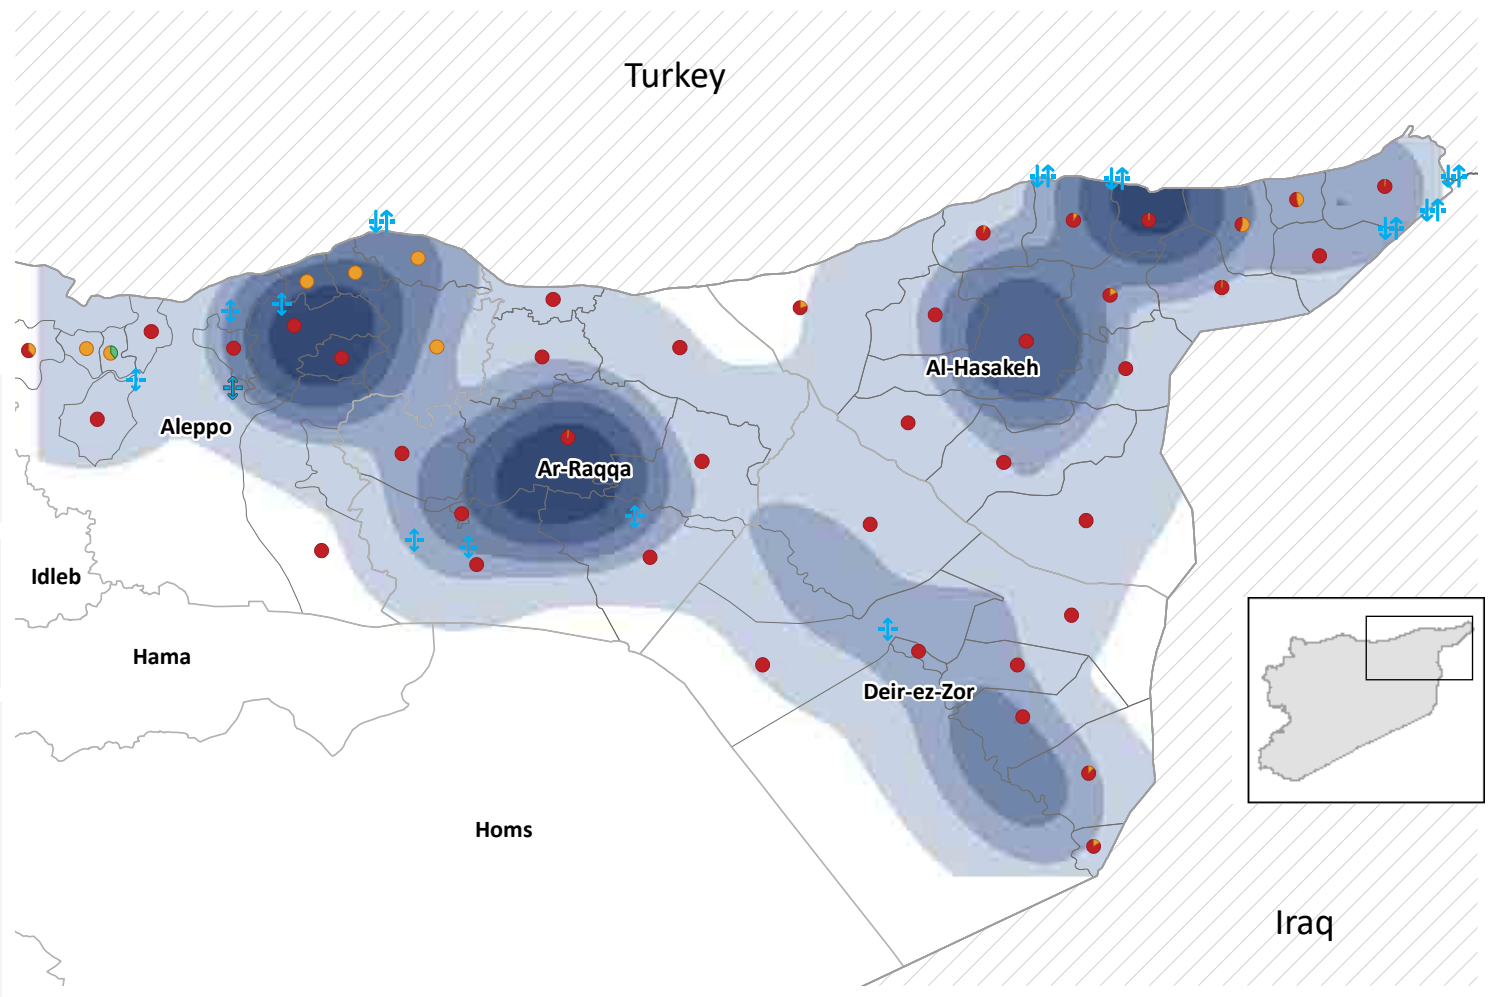 Turkey
Al-Hasakeh
Aleppo
Ar-Raqqa
Idleb
Hama
Deir-ez-Zor
Homs
Iraq